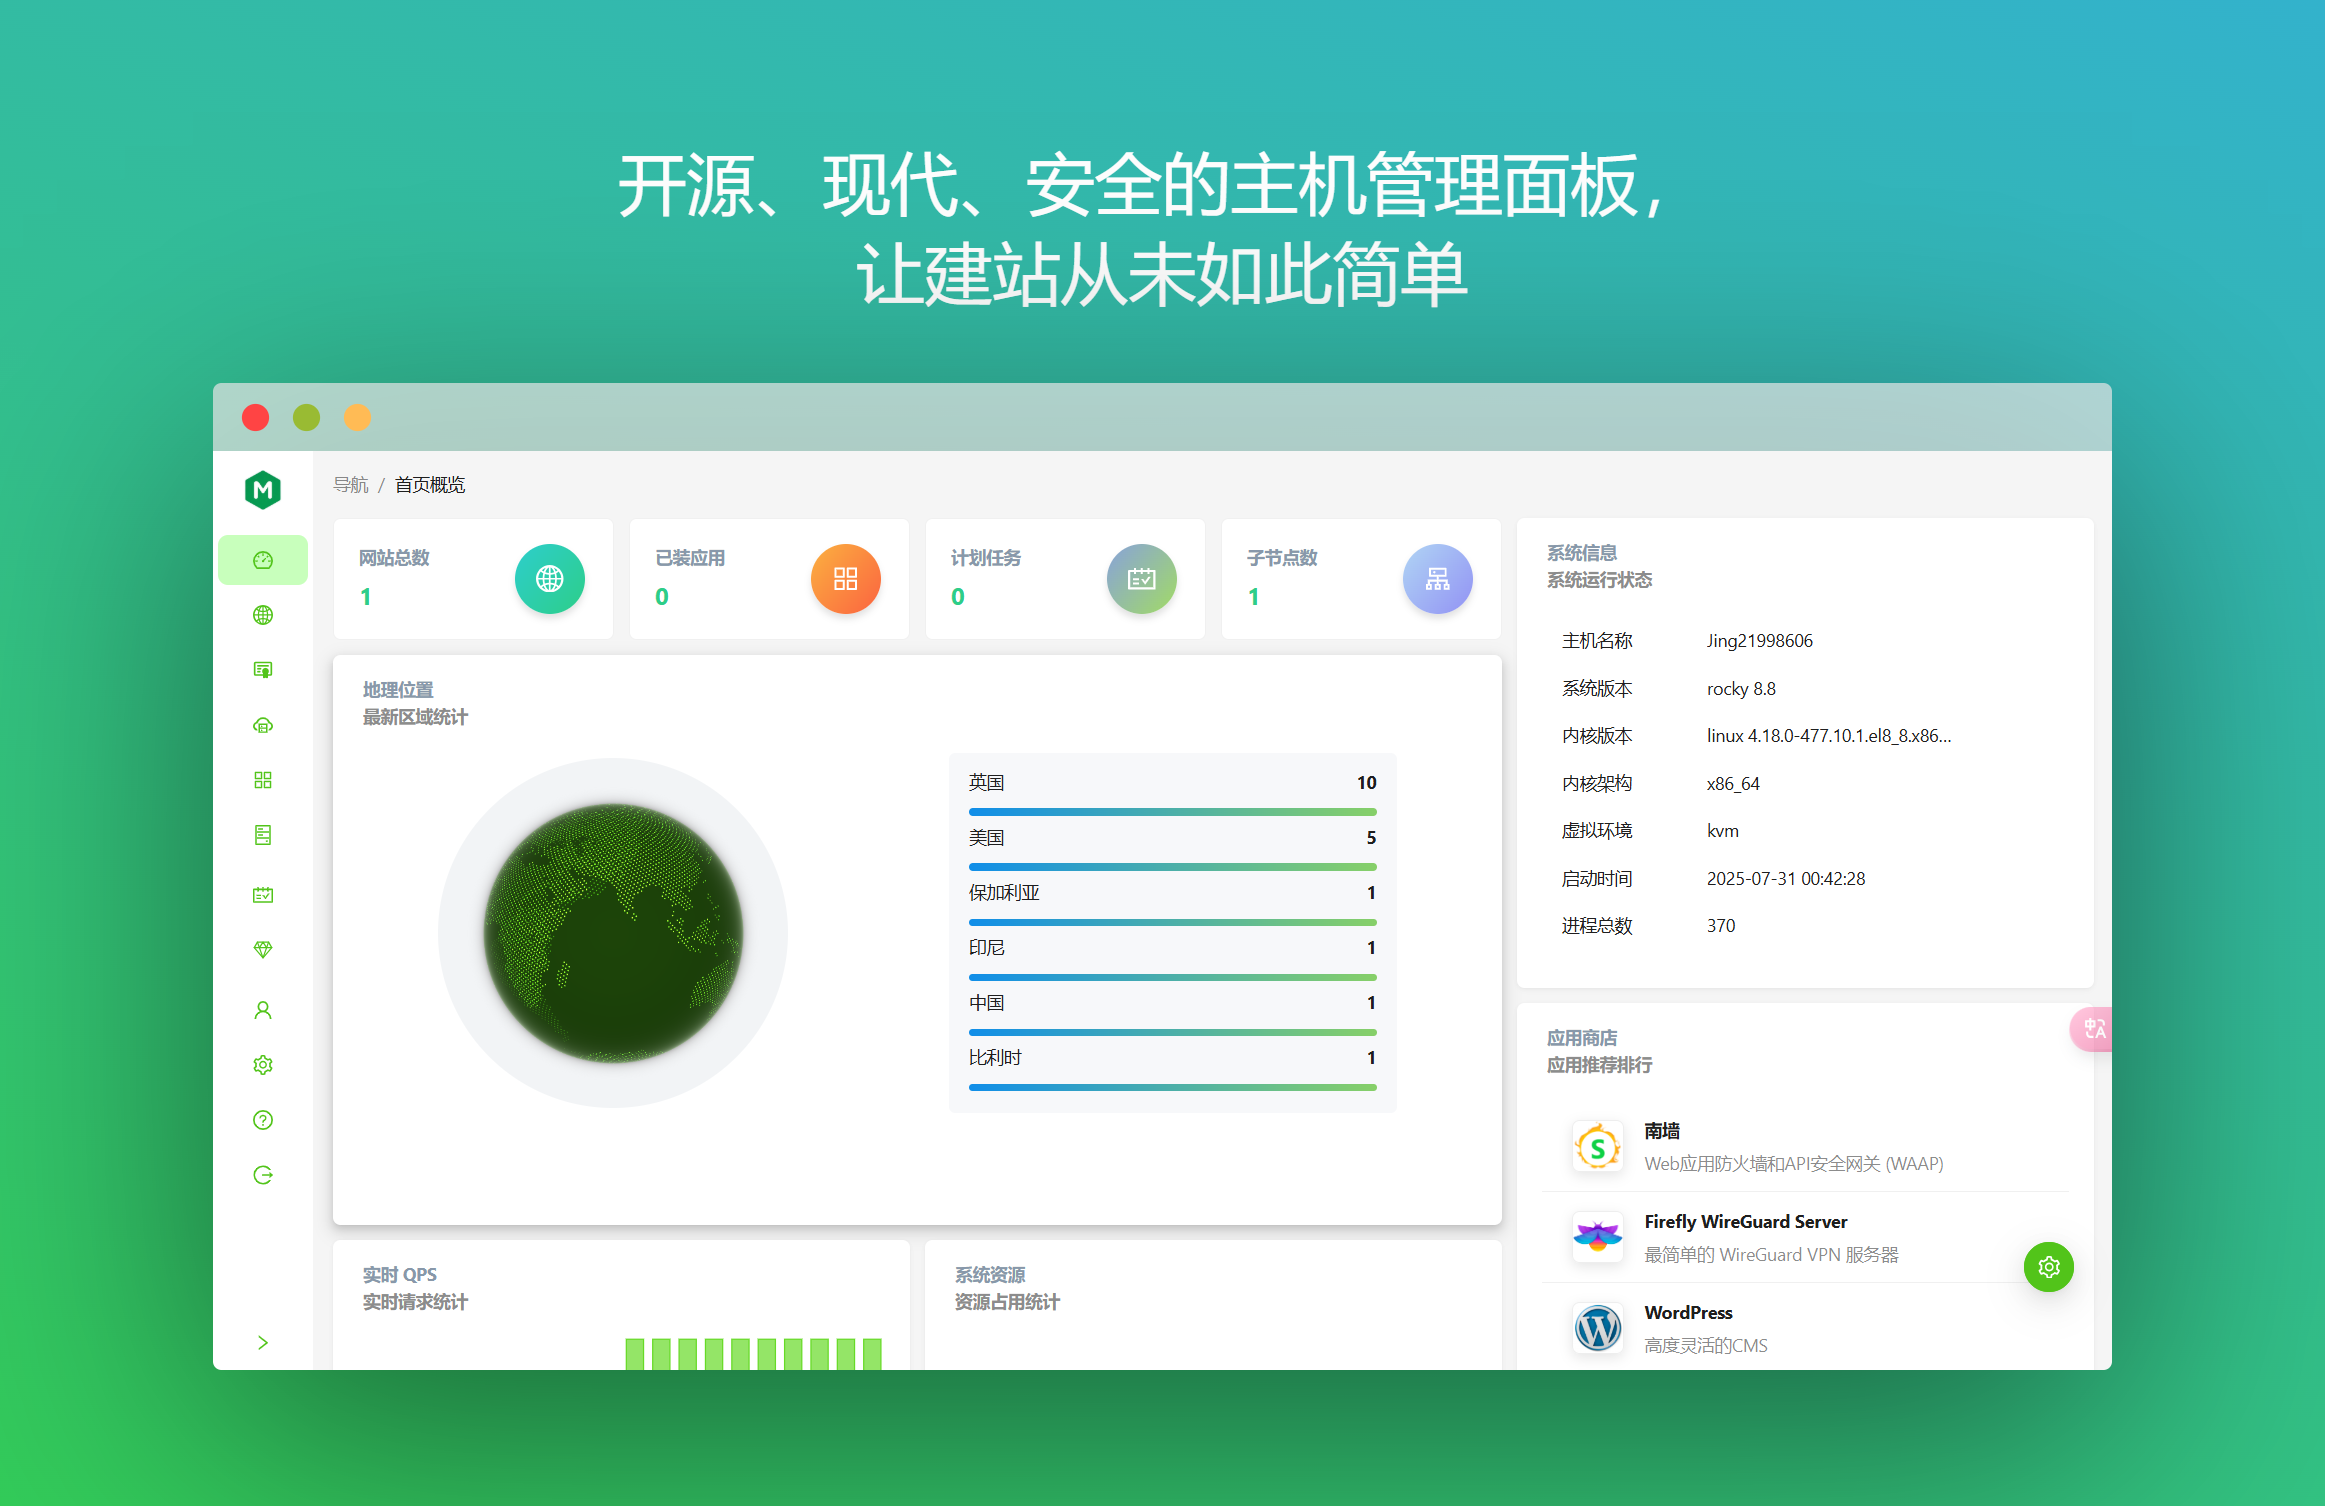 开源、现代、安全的主机管理面板，
让建站从未如此简单
M
导航 / 首页概览
网站总数
1
已装应用
0
计划任务
0
子节点数
1
地理位置
最新区域统计
英国 10
美国 5
保加利亚 1
印尼 1
中国 1
比利时 1
实时 QPS
实时请求统计
系统资源
资源占用统计
系统信息
系统运行状态
主机名称 Jing21998606
系统版本 rocky 8.8
内核版本 linux 4.18.0-477.10.1.el8_8.x86...
内核架构 x86_64
虚拟环境 kvm
启动时间 2025-07-31 00:42:28
进程总数 370
应用商店
应用推荐排行
S
南墙
Web应用防火墙和API安全网关 (WAAP)
Firefly WireGuard Server
最简单的 WireGuard VPN 服务器
W
WordPress
高度灵活的CMS
中A